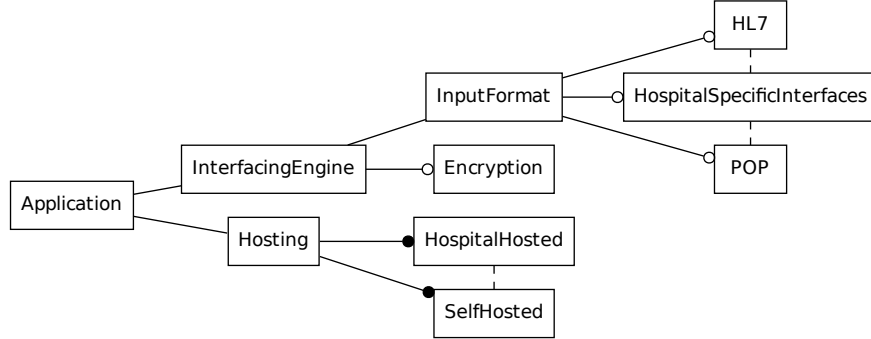 HL7
InputFormat
HospitalSpecificInterfaces
InterfacingEngine
Encryption
POP
Application
Hosting
HospitalHosted
SelfHosted